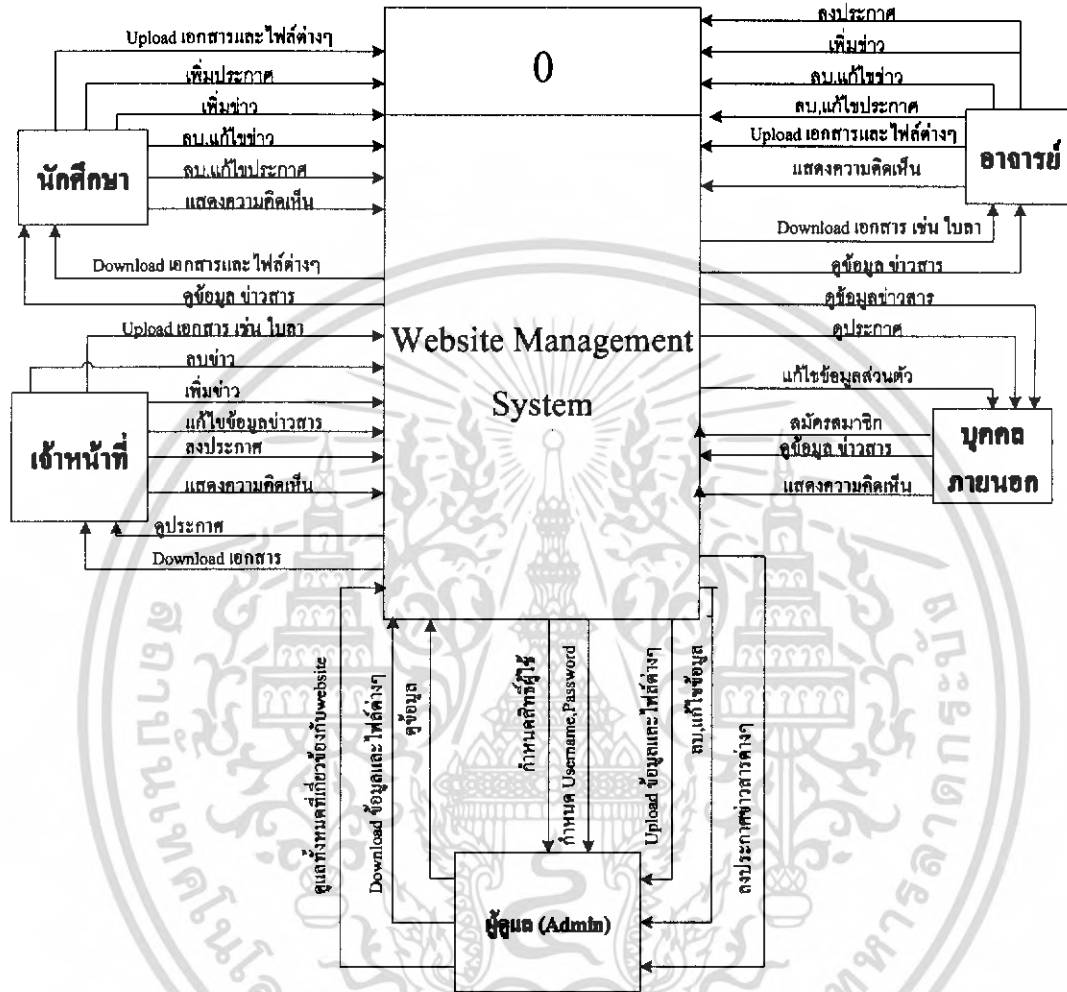 0
Website Management
System
Upload เอกสารและไฟล์ต่างๆ
เพิ่มประกาศ
เพิ่มข่าว
ลบ,แก้ไขข่าว
ลบ,แก้ไขประกาศ
แสดงความคิดเห็น
นักศึกษา
Download เอกสารและไฟล์ต่างๆ
ดูข้อมูล ข่าวสาร
Upload เอกสาร เช่น ใบลา
ลบข่าว
เพิ่มข่าว
แก้ไขข้อมูลข่าวสาร
ลงประกาศ
แสดงความคิดเห็น
เจ้าหน้าที่
ดูประกาศ
Download เอกสาร
ลงประกาศ
เพิ่มข่าว
ลบ,แก้ไขข่าว
ลบ,แก้ไขประกาศ
Upload เอกสารและไฟล์ต่างๆ
แสดงความคิดเห็น
อาจารย์
Download เอกสาร เช่น ใบลา
ดูข้อมูล ข่าวสาร
ดูข้อมูลข่าวสาร
ดูประกาศ
แก้ไขข้อมูลส่วนตัว
สมัครสมาชิก
ดูข้อมูล ข่าวสาร
แสดงความคิดเห็น
บุคคล
ภายนอก
ดูแลทั้งหมดที่เกี่ยวข้องกับwebsite
Download ข้อมูลและไฟล์ต่างๆ
ดูข้อมูล
กำหนดสิทธิ์ผู้ใช้
กำหนด Username,Password
Upload ข้อมูลและไฟล์ต่างๆ
ลบ,แก้ไขข้อมูล
ลงประกาศข่าวสารต่างๆ
ผู้ดูแล (Admin)